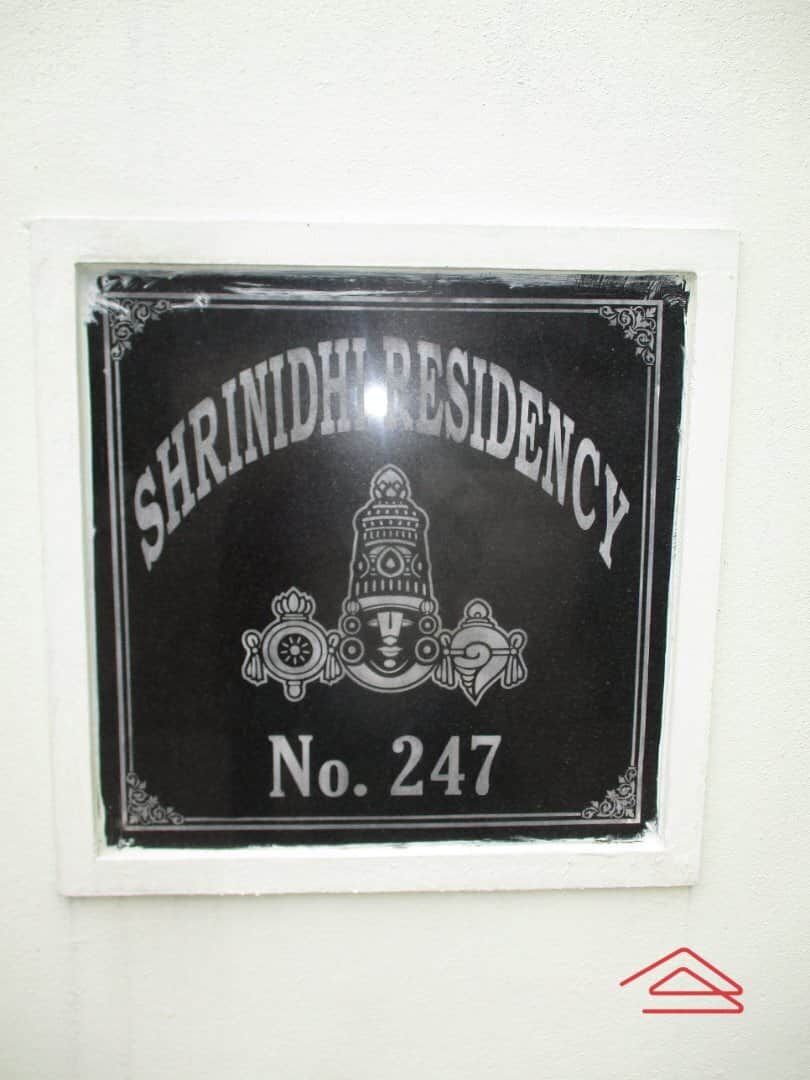 SHRINIDHI RESIDENCY
No. 247